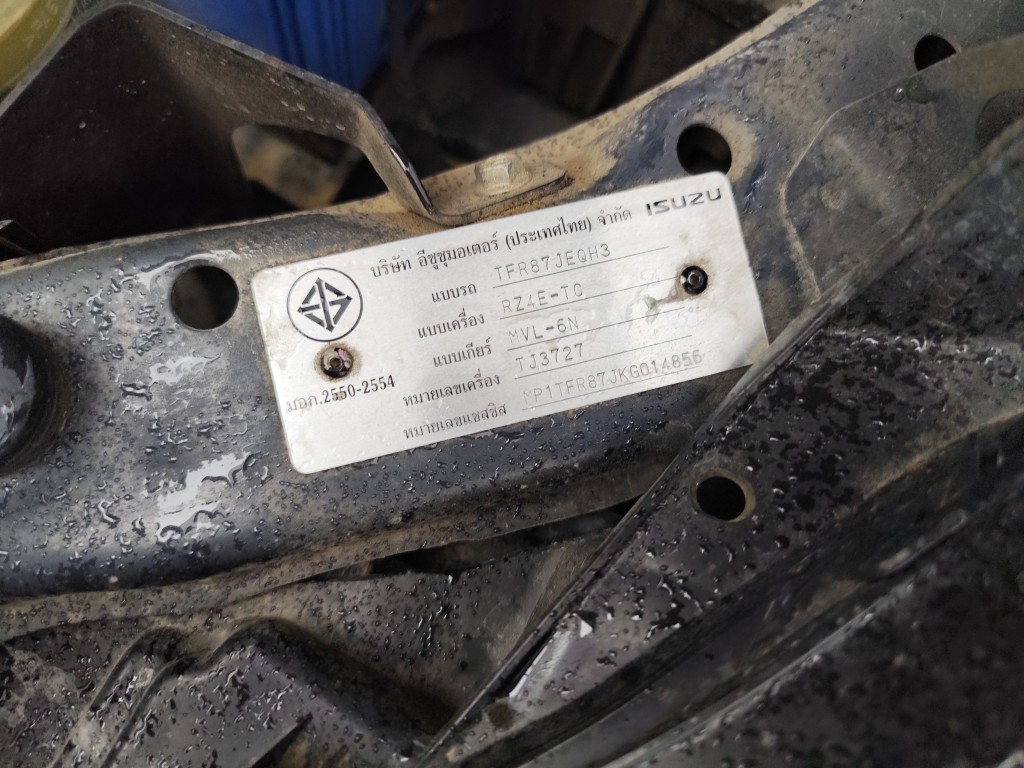 บริษัท อีซูซุมอเตอร์ (ประเทศไทย) จำกัด ISUZU
แบบรถ TFR87JEQH3
แบบเครื่อง RZ4E-TC
แบบเกียร์ MVL-6N
หมายเลขเครื่อง TJ3727
มอก.2550-2554
หมายเลขแชสซิส MP1TFR87JKG014856